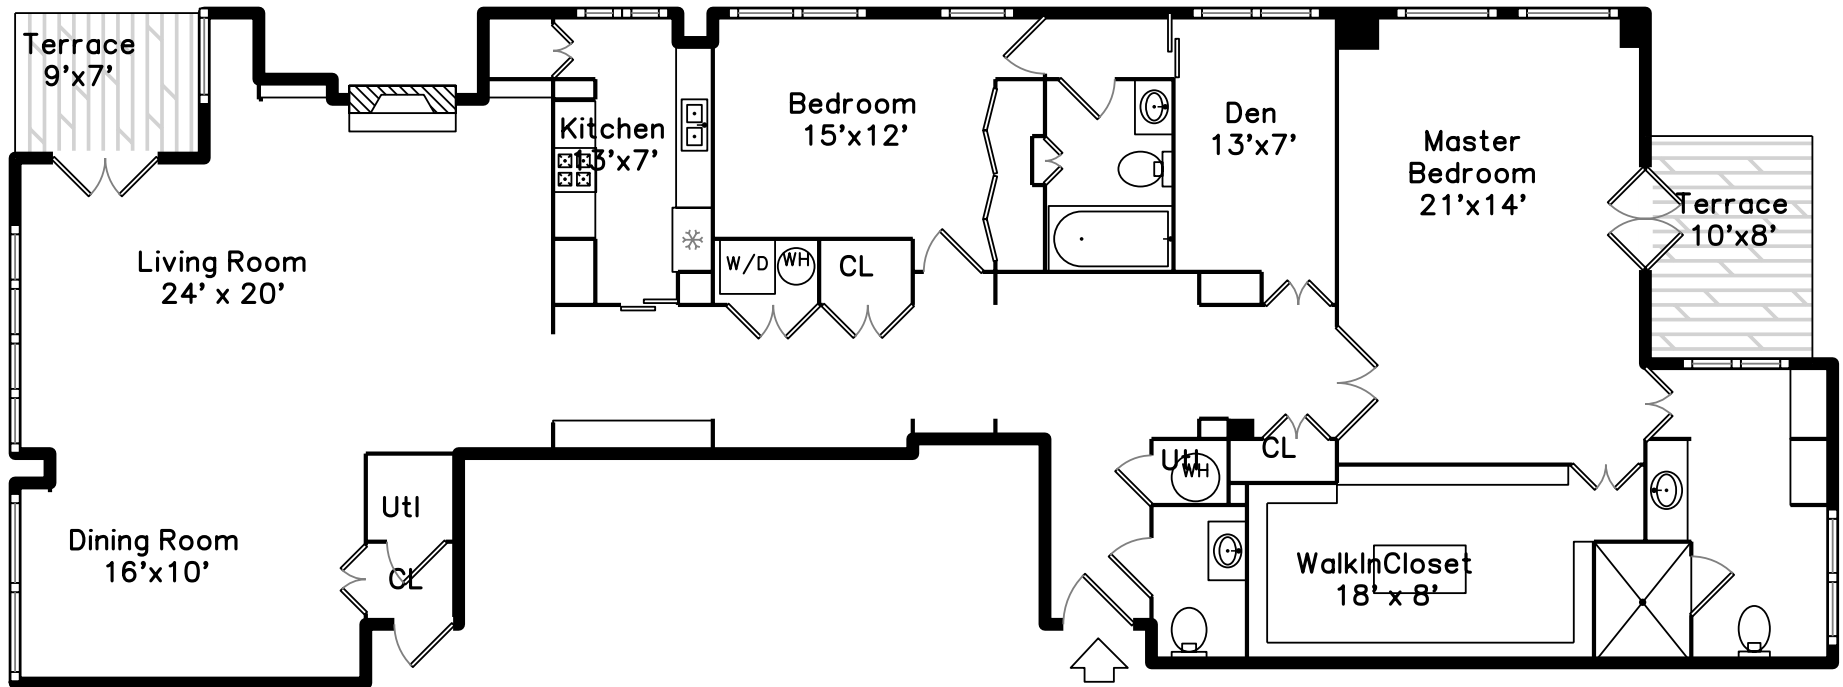 Terrace
9'x7'
Kitchen
13'x7'
Bedroom
15'x12'
Den
13'x7'
Master
Bedroom
21'x14'
Terrace
10'x8'
Living Room
24' x 20'
W/D
WH
CL
Utl
WH
CL
Utl
CL
Dining Room
16'x10'
WalkInCloset
18' x 8'